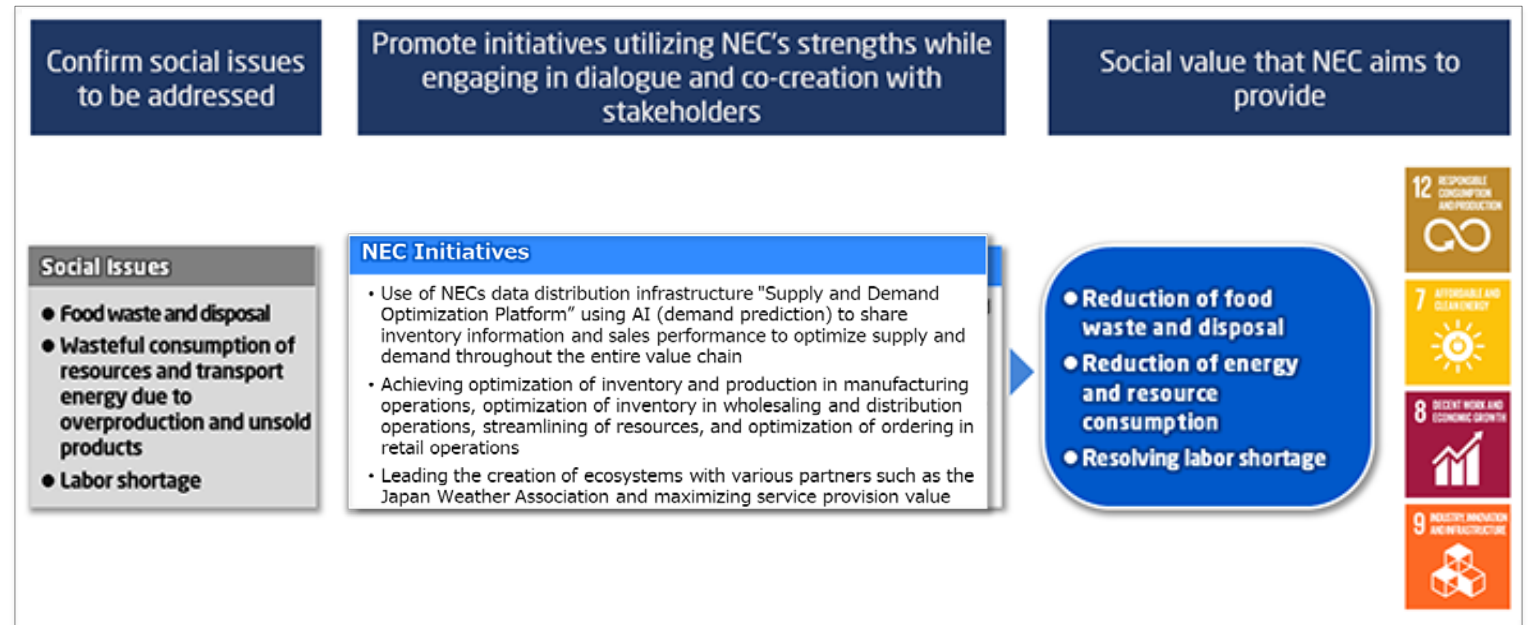 Confirm social issues
to be addressed
Promote initiatives utilizing NEC's strengths while
engaging in dialogue and co-creation with
stakeholders
Social value that NEC aims to
provide
Social Issues
● Food waste and disposal
● Wasteful consumption of
resources and transport
energy due to
overproduction and unsold
products
● Labor shortage
NEC Initiatives
• Use of NECs data distribution infrastructure "Supply and Demand
Optimization Platform" using AI (demand prediction) to share
inventory information and sales performance to optimize supply and
demand throughout the entire value chain
• Achieving optimization of inventory and production in manufacturing
operations, optimization of inventory in wholesaling and distribution
operations, streamlining of resources, and optimization of ordering in
retail operations
• Leading the creation of ecosystems with various partners such as the
Japan Weather Association and maximizing service provision value
● Reduction of food
waste and disposal
● Reduction of energy
and resource
consumption
● Resolving labor shortage
12 RESPONSIBLE
CONSUMPTION
AND PRODUCTION
7 AFFORDABLE AND
CLEAN ENERGY
8 DECENT WORK AND
ECONOMIC GROWTH
9 INDUSTRY, INNOVATION
AND INFRASTRUCTURE